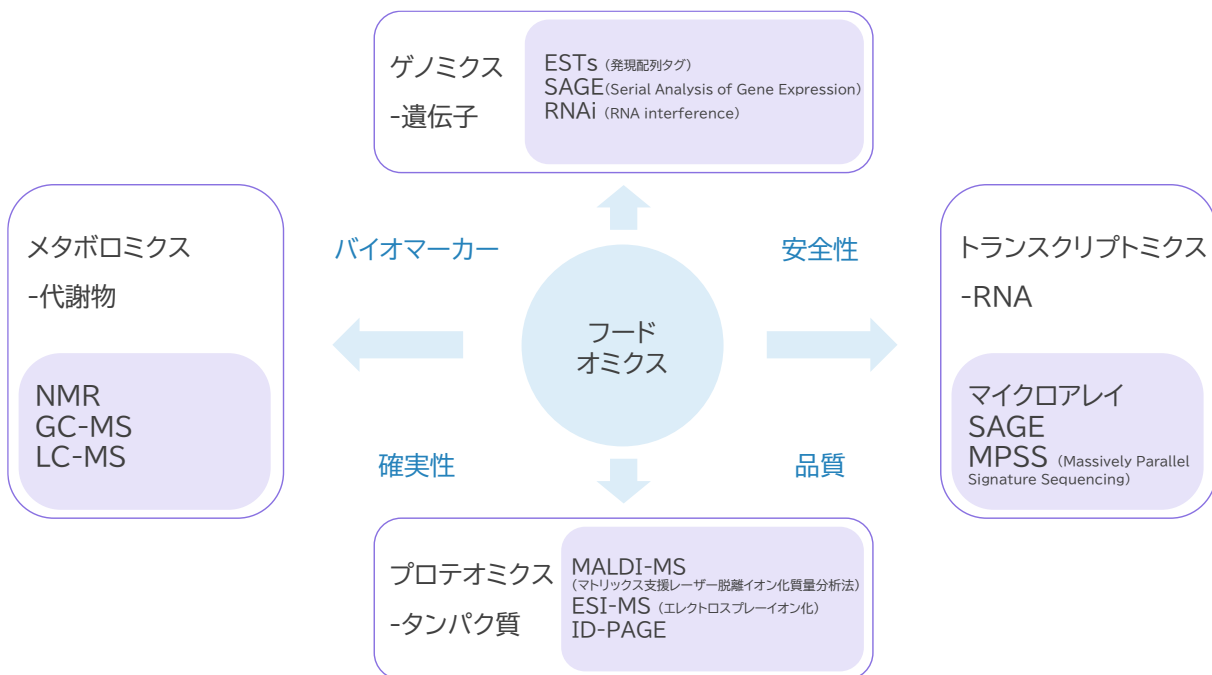 ゲノミクス
-遺伝子
ESTs (発現配列タグ)
SAGE(Serial Analysis of Gene Expression)
RNAi (RNA interference)
メタボロミクス
-代謝物
NMR
GC-MS
LC-MS
バイオマーカー
安全性
フード
オミクス
確実性
品質
トランスクリプトミクス
-RNA
マイクロアレイ
SAGE
MPSS (Massively Parallel
Signature Sequencing)
プロテオミクス
-タンパク質
MALDI-MS
(マトリックス支援レーザー脱離イオン化質量分析法)
ESI-MS (エレクトロスプレーイオン化)
ID-PAGE